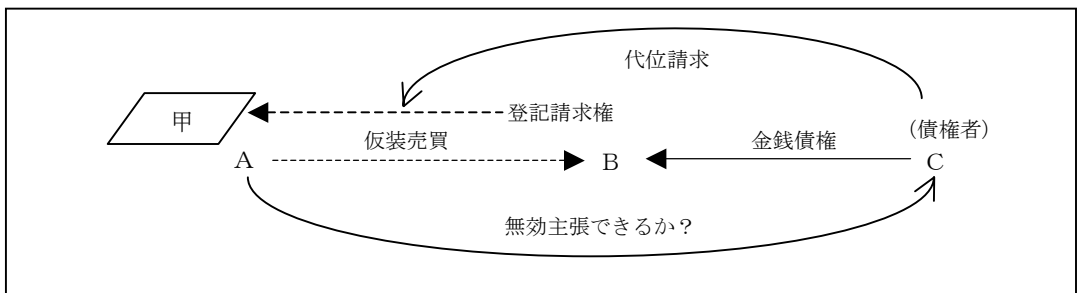 代位請求
甲
登記請求権
仮装売買
金銭債権
（債権者）
A
B
C
無効主張できるか？